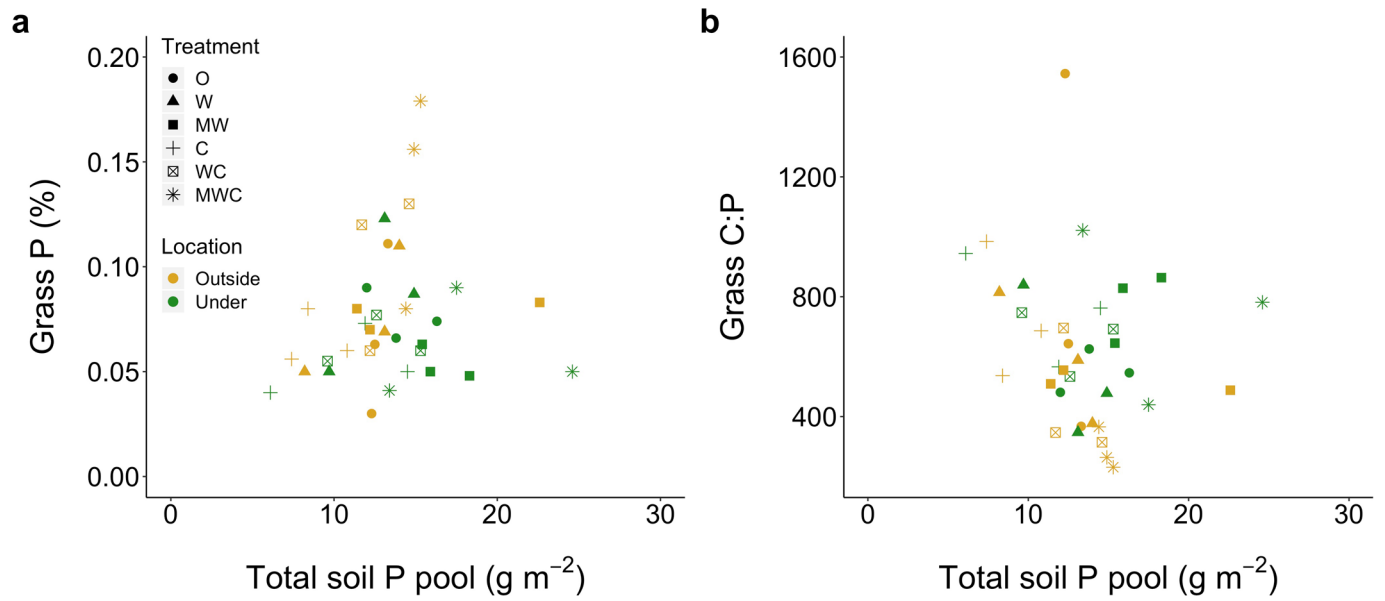 a
0.20
0.15
0.10
0.05
0.00
Grass P (%)
Treatment
O
W
MW
C
WC
MWC
Location
Outside
Under
0 10 20 30
Total soil P pool (g m⁻²)
b
1600
1200
800
400
Grass C:P
0 10 20 30
Total soil P pool (g m⁻²)